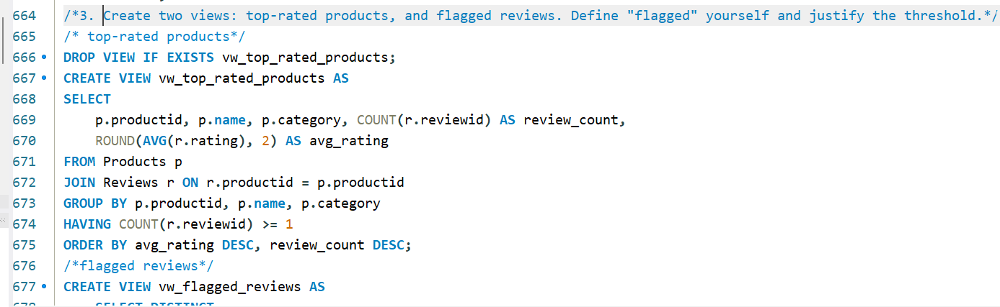 664 /*3. Create two views: top-rated products, and flagged reviews. Define "flagged" yourself and justify the threshold.*/
665 /* top-rated products*/
666 DROP VIEW IF EXISTS vw_top_rated_products;
667 CREATE VIEW vw_top_rated_products AS
668 SELECT
669 p.productid, p.name, p.category, COUNT(r.reviewid) AS review_count,
670 ROUND(AVG(r.rating), 2) AS avg_rating
671 FROM Products p
672 JOIN Reviews r ON r.productid = p.productid
673 GROUP BY p.productid, p.name, p.category
674 HAVING COUNT(r.reviewid) >= 1
675 ORDER BY avg_rating DESC, review_count DESC;
676 /*flagged reviews*/
677 CREATE VIEW vw_flagged_reviews AS
678 SELECT DISTINCT